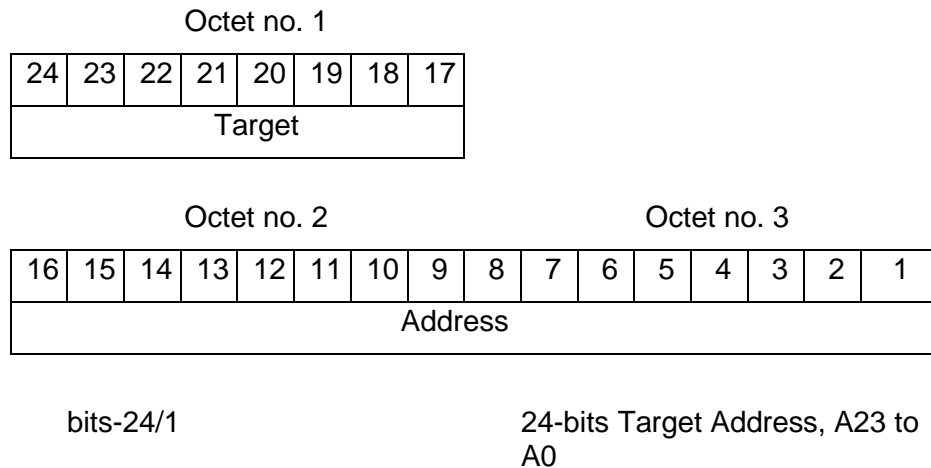 Octet no. 1
24 23 22 21 20 19 18 17
Target
Octet no. 2 Octet no. 3
16 15 14 13 12 11 10 9 8 7 6 5 4 3 2 1
Address
bits-24/1 24-bits Target Address, A23 to
A0